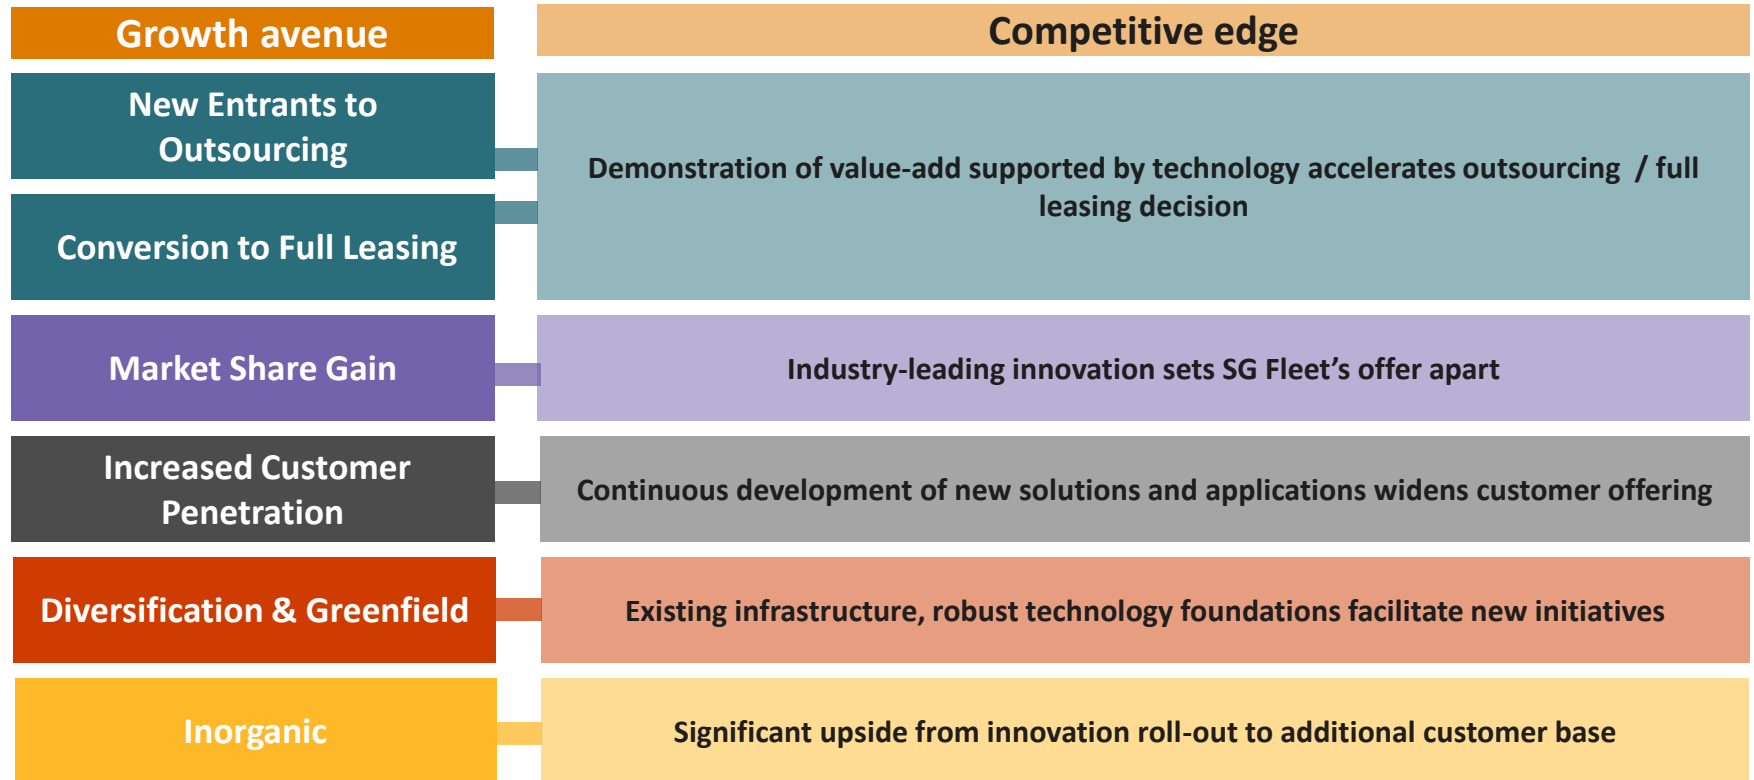 Growth avenue
Competitive edge
New Entrants to
Outsourcing
Conversion to Full Leasing
Demonstration of value-add supported by technology accelerates outsourcing / full
leasing decision
Market Share Gain
Industry-leading innovation sets SG Fleet’s offer apart
Increased Customer
Penetration
Continuous development of new solutions and applications widens customer offering
Diversification & Greenfield
Existing infrastructure, robust technology foundations facilitate new initiatives
Inorganic
Significant upside from innovation roll-out to additional customer base